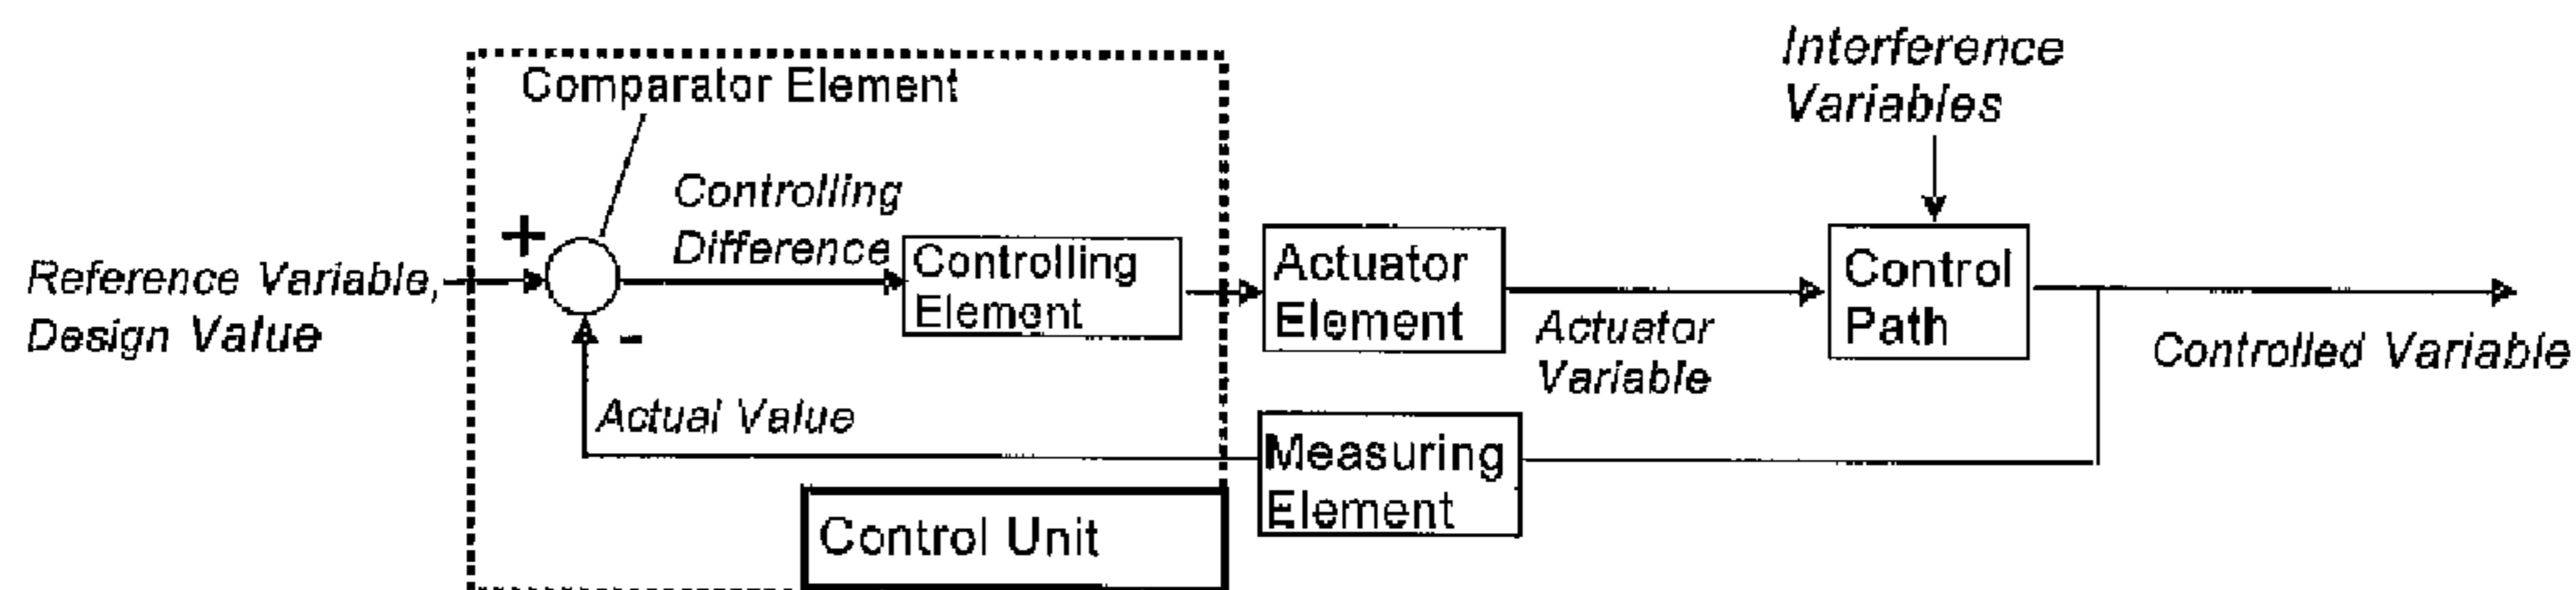 Interference
Variables
Comparator Element
Controlling
Difference
+
Reference Variable,
Design Value
Controlling
Element
Actuator
Element
Actuator
Variable
Control
Path
Controlled Variable
-
Actual Value
Measuring
Element
Control Unit